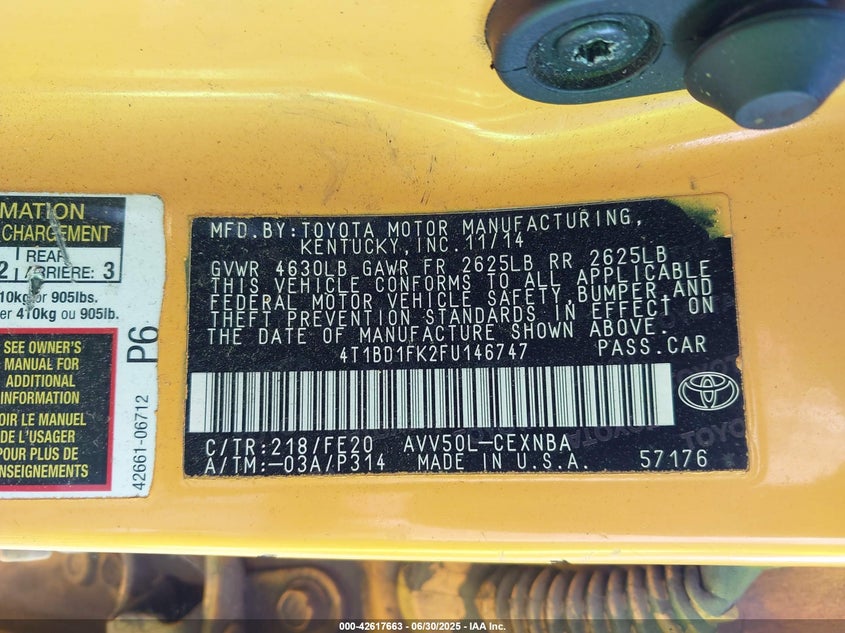 MATION
CHARGEMENT
REAR
2 ARRIÈRE: 3
10kg or 905lbs.
er 410kg ou 905lb.
SEE OWNER'S
MANUAL FOR
ADDITIONAL
INFORMATION
OIR LE MANUEL
DE L'USAGER
POUR PLUS DE
ENSEIGNEMENTS
P6
42661-06712
MFD.BY:TOYOTA MOTOR MANUFACTURING,
KENTUCKY, INC. 11/14
GVWR 4630LB GAWR FR 2625LB RR 2625LB
THIS VEHICLE CONFORMS TO ALL APPLICABLE
FEDERAL MOTOR VEHICLE SAFETY,BUMPER,AND
THEFT PREVENTION STANDARDS IN EFFECT ON
THE DATE OF MANUFACTURE SHOWN ABOVE.
4T1BD1FK2FU146747 PASS.CAR
C/TR:218/FE20 AVV50L-CEXNBA
A/TM:-03A/P314 MADE IN U.S.A. 57176
000-42617663 - 06/30/2025 - IAA Inc.